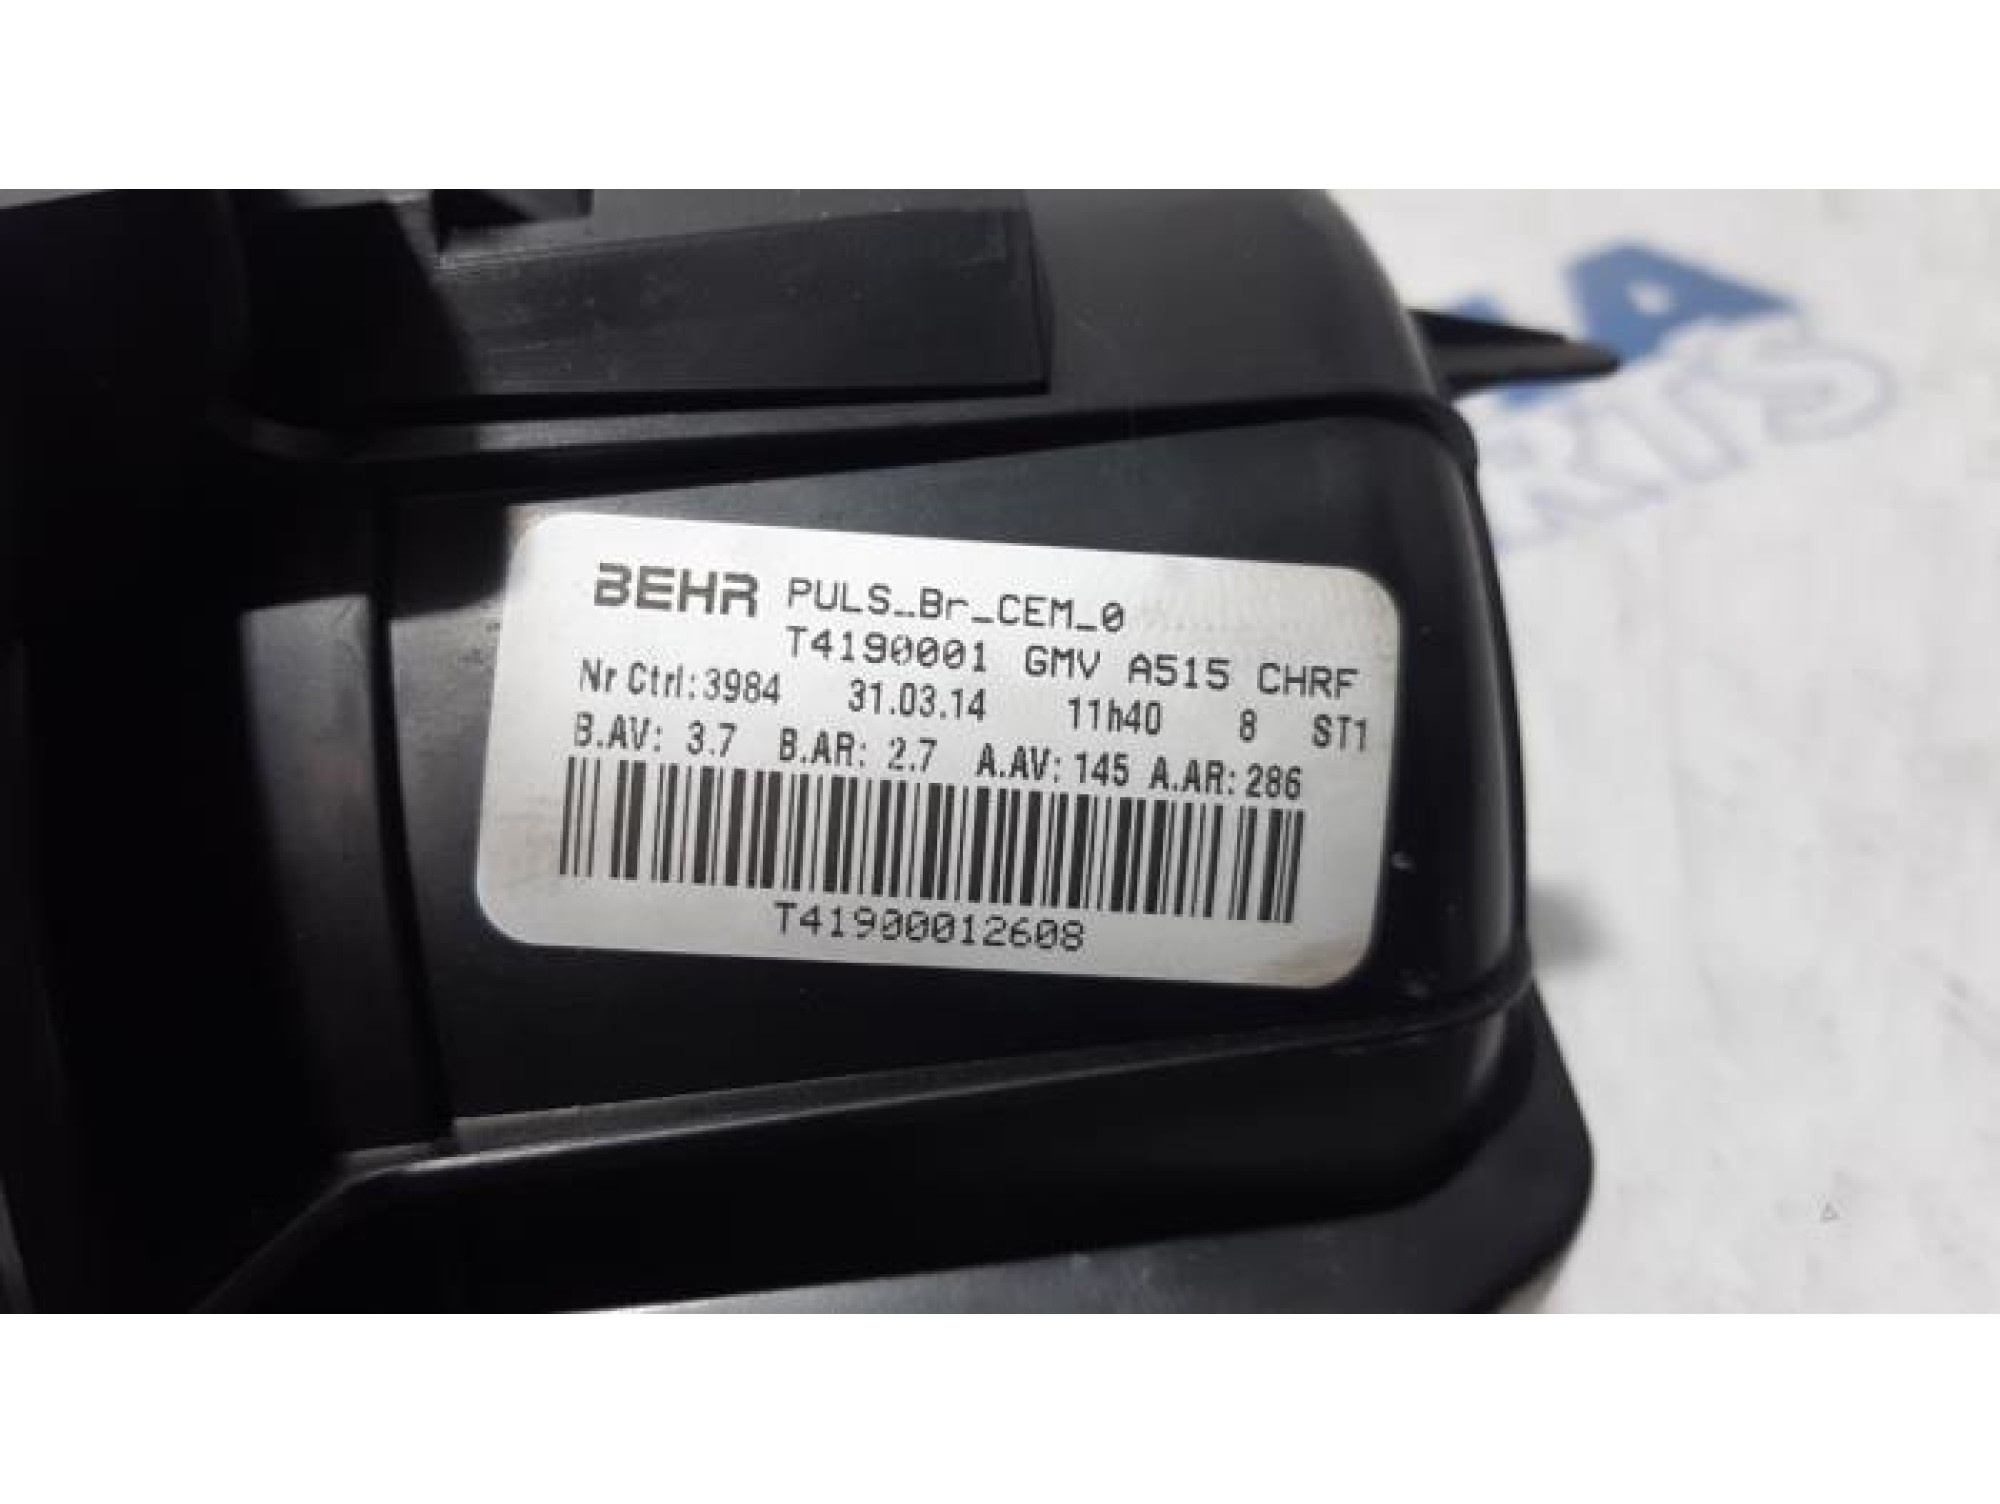 BEHR PULS_Br_CEM_0
T4190001 GMV A515 CHRF
Nr Ctrl:3984 31.03.14 11h40 8 ST1
B.AV: 3.7 B.AR: 2.7 A.AV: 145 A.AR: 286
T41900012608